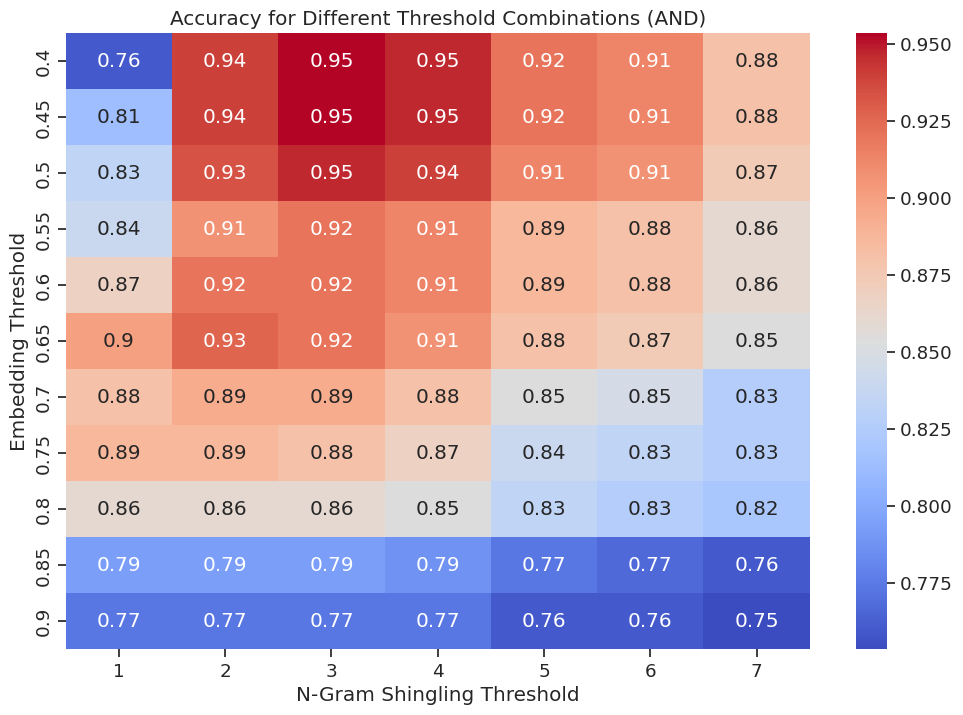 Accuracy for Different Threshold Combinations (AND)
0.4 0.76 0.94 0.95 0.95 0.92 0.91 0.88
0.45 0.81 0.94 0.95 0.95 0.92 0.91 0.88
0.5 0.83 0.93 0.95 0.94 0.91 0.91 0.87
0.55 0.84 0.91 0.92 0.91 0.89 0.88 0.86
0.6 0.87 0.92 0.92 0.91 0.89 0.88 0.86
0.65 0.9 0.93 0.92 0.91 0.88 0.87 0.85
0.7 0.88 0.89 0.89 0.88 0.85 0.85 0.83
0.75 0.89 0.89 0.88 0.87 0.84 0.83 0.83
0.8 0.86 0.86 0.86 0.85 0.83 0.83 0.82
0.85 0.79 0.79 0.79 0.79 0.77 0.77 0.76
0.9 0.77 0.77 0.77 0.77 0.76 0.76 0.75
Embedding Threshold
1 2 3 4 5 6 7
N-Gram Shingling Threshold
0.950
0.925
0.900
0.875
0.850
0.825
0.800
0.775